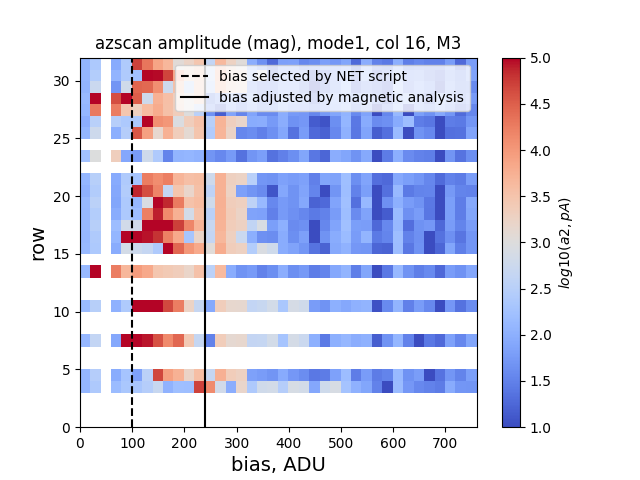 azscan amplitude (mag), mode1, col 16, M3
bias selected by NET script
bias adjusted by magnetic analysis
row
30
25
20
15
10
5
0
0 100 200 300 400 500 600 700
bias, ADU
5.0
4.5
4.0
3.5
3.0
2.5
2.0
1.5
1.0
log10(a2, pA)